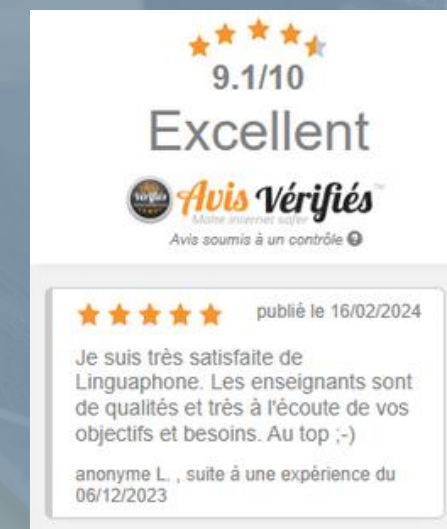 9.1/10
Excellent
Avis Vérifiés
Make internet safer
Avis soumis à un contrôle ?
publié le 16/02/2024
Je suis très satisfaite de
Linguaphone. Les enseignants sont
de qualités et très à l'écoute de vos
objectifs et besoins. Au top ;-)
anonyme L. , suite à une expérience du
06/12/2023